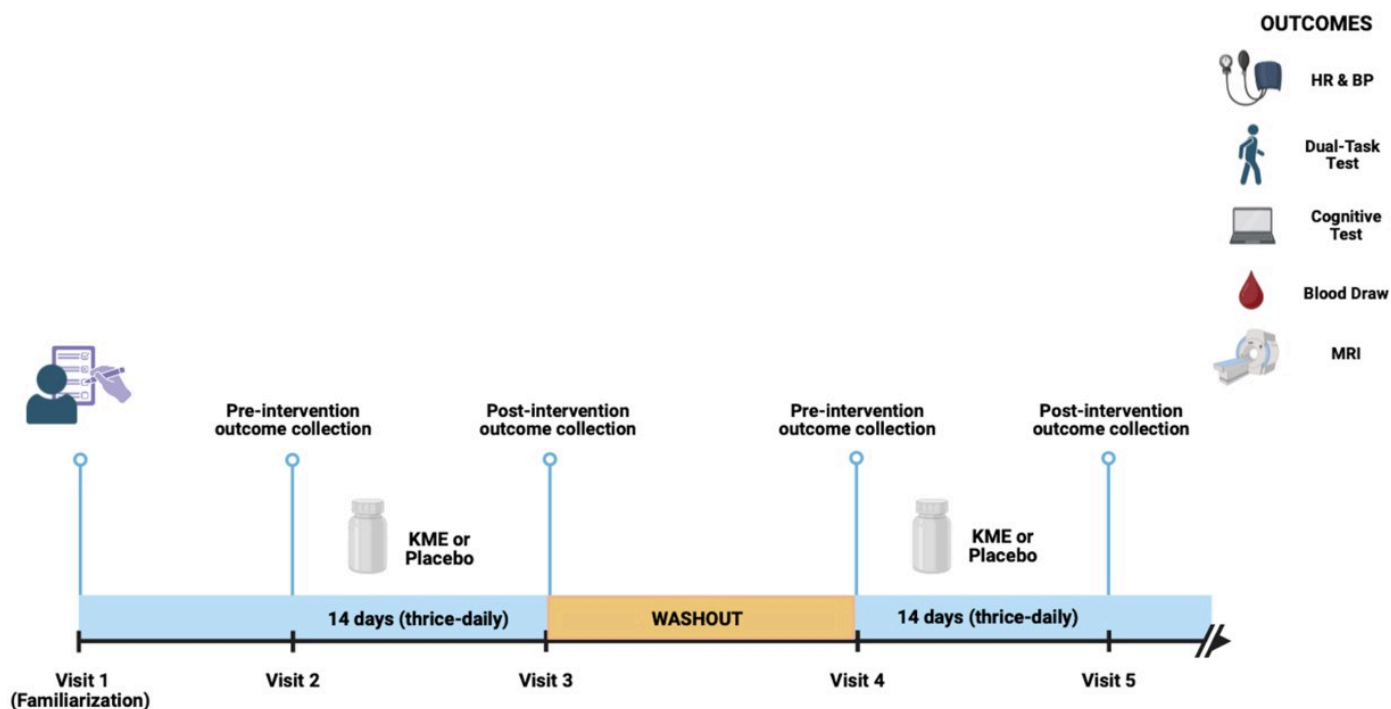 OUTCOMES
HR & BP
Dual-Task
Test
Cognitive
Test
Blood Draw
MRI
Pre-intervention
outcome collection
Post-intervention
outcome collection
Pre-intervention
outcome collection
Post-intervention
outcome collection
KME or
Placebo
KME or
Placebo
14 days (thrice-daily)
WASHOUT
14 days (thrice-daily)
Visit 1
(Familiarization)
Visit 2
Visit 3
Visit 4
Visit 5